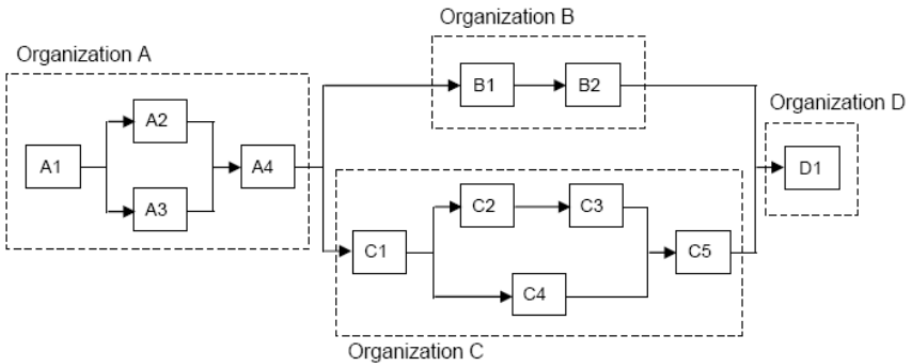 Organization B
Organization A
B1
B2
Organization D
A2
A1
A4
D1
A3
C2
C3
C1
C5
C4
Organization C